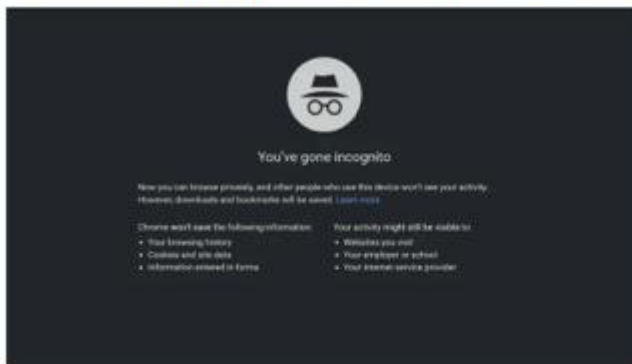 You've gone incognito
Now you can browse privately, and other people who use this device won't see your activity.
However, downloads and bookmarks will be saved. Learn more
Chrome won't save the following information:
• Your browsing history
• Cookies and site data
• Information entered in forms
Your activity might still be visible to:
• Websites you visit
• Your employer or school
• Your internet service provider